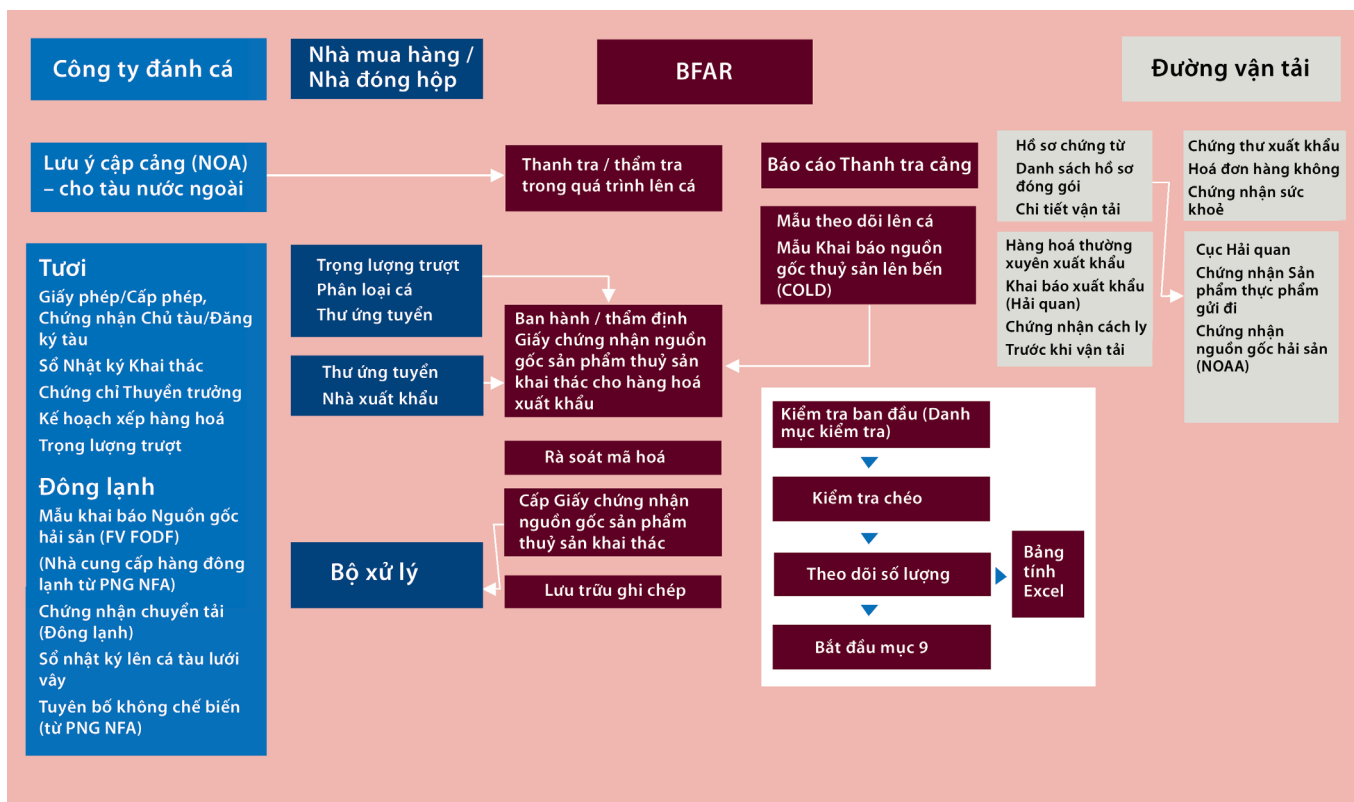 Công ty đánh cá
Nhà mua hàng /
Nhà đóng hộp
BFAR
Đường vận tải
Lưu ý cập cảng (NOA)
– cho tàu nước ngoài
Thanh tra / thẩm tra
trong quá trình lên cá
Báo cáo Thanh tra cảng
Mẫu theo dõi lên cá
Mẫu Khai báo nguồn
gốc thuỷ sản lên bến
(COLD)
Hồ sơ chứng từ
Danh sách hồ sơ
đóng gói
Chi tiết vận tải
Chứng thư xuất khẩu
Hoá đơn hàng không
Chứng nhận sức
khoẻ
Hàng hoá thường
xuyên xuất khẩu
Khai báo xuất khẩu
(Hải quan)
Chứng nhận cách ly
Trước khi vận tải
Cục Hải quan
Chứng nhận Sản
phẩm thực phẩm
gửi đi
Chứng nhận
nguồn gốc hải sản
(NOAA)
Tươi
Giấy phép/Cấp phép,
Chứng nhận Chủ tàu/Đăng
ký tàu
Sổ Nhật ký Khai thác
Chứng chỉ Thuyền trưởng
Kế hoạch xếp hàng hoá
Trọng lượng trượt
Đông lạnh
Mẫu khai báo Nguồn gốc
hải sản (FV FODF)
(Nhà cung cấp hàng đông
lạnh từ PNG NFA)
Chứng nhận chuyển tải
(Đông lạnh)
Sổ nhật ký lên cá tàu lưới
vây
Tuyên bố không chế biến
(từ PNG NFA)
Trọng lượng trượt
Phân loại cá
Thư ứng tuyển
Thư ứng tuyển
Nhà xuất khẩu
Bộ xử lý
Ban hành / thẩm định
Giấy chứng nhận nguồn
gốc sản phẩm thuỷ sản
khai thác cho hàng hoá
xuất khẩu
Rà soát mã hoá
Cấp Giấy chứng nhận
nguồn gốc sản phẩm
thuỷ sản khai thác
Lưu trữu ghi chép
Kiểm tra ban đầu (Danh
mục kiểm tra)
Kiểm tra chéo
Theo dõi số lượng
Bảng
tính
Excel
Bắt đầu mục 9